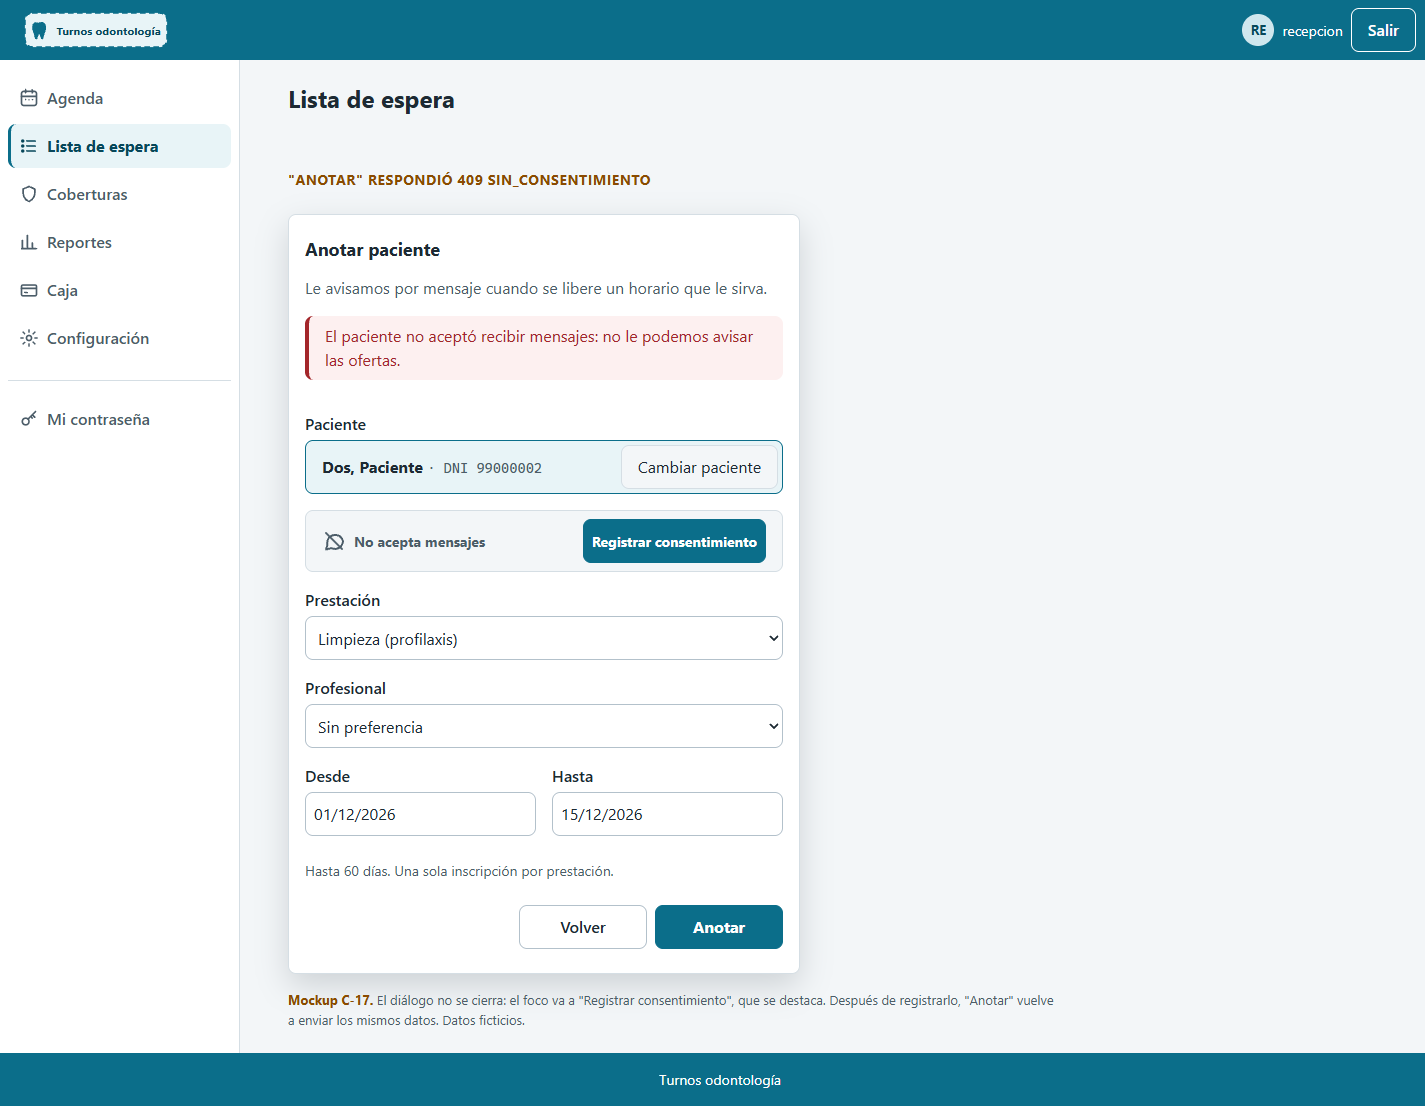 Turnos odontología
RE
recepcion
Salir
Agenda
Lista de espera
Coberturas
Reportes
Caja
Configuración
Mi contraseña
Lista de espera
"ANOTAR" RESPONDIÓ 409 SIN_CONSENTIMIENTO
Anotar paciente
Le avisamos por mensaje cuando se libere un horario que le sirva.
El paciente no aceptó recibir mensajes: no le podemos avisar
las ofertas.
Paciente
Dos, Paciente · DNI 99000002
Cambiar paciente
No acepta mensajes
Registrar consentimiento
Prestación
Limpieza (profilaxis)
Profesional
Sin preferencia
Desde
Hasta
01/12/2026
15/12/2026
Hasta 60 días. Una sola inscripción por prestación.
Volver
Anotar
Mockup C-17. El diálogo no se cierra: el foco va a "Registrar consentimiento", que se destaca. Después de registrarlo, "Anotar" vuelve
a enviar los mismos datos. Datos ficticios.
Turnos odontología